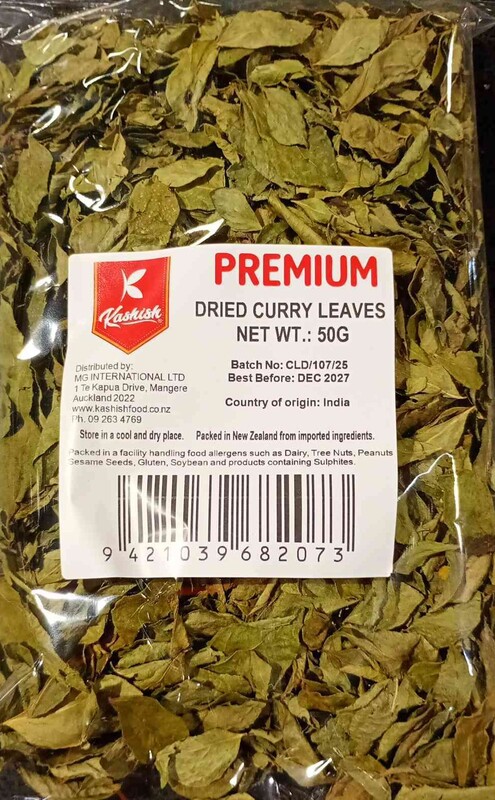 Kashish
PREMIUM
DRIED CURRY LEAVES
NET WT.: 50G
Distributed by:
MG INTERNATIONAL LTD
1 Te Kapua Drive, Mangere
Auckland 2022
www.kashishfood.co.nz
Ph. 09 263 4769
Batch No: CLD/107/25
Best Before: DEC 2027
Country of origin: India
Store in a cool and dry place. Packed in New Zealand from imported ingredients.
Packed in a facility handling food allergens such as Dairy, Tree Nuts, Peanuts
Sesame Seeds, Gluten, Soybean and products containing Sulphites.
9 421039 682073